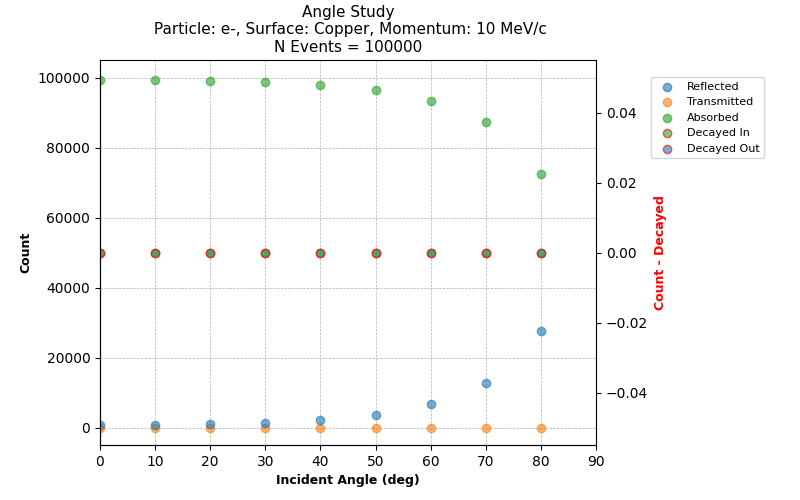 Angle Study
Particle: e-, Surface: Copper, Momentum: 10 MeV/c
N Events = 100000
100000
80000
60000
40000
20000
0
Count
0 10 20 30 40 50 60 70 80 90
Incident Angle (deg)
0.04
0.02
0.00
−0.02
−0.04
Count - Decayed
Reflected
Transmitted
Absorbed
Decayed In
Decayed Out